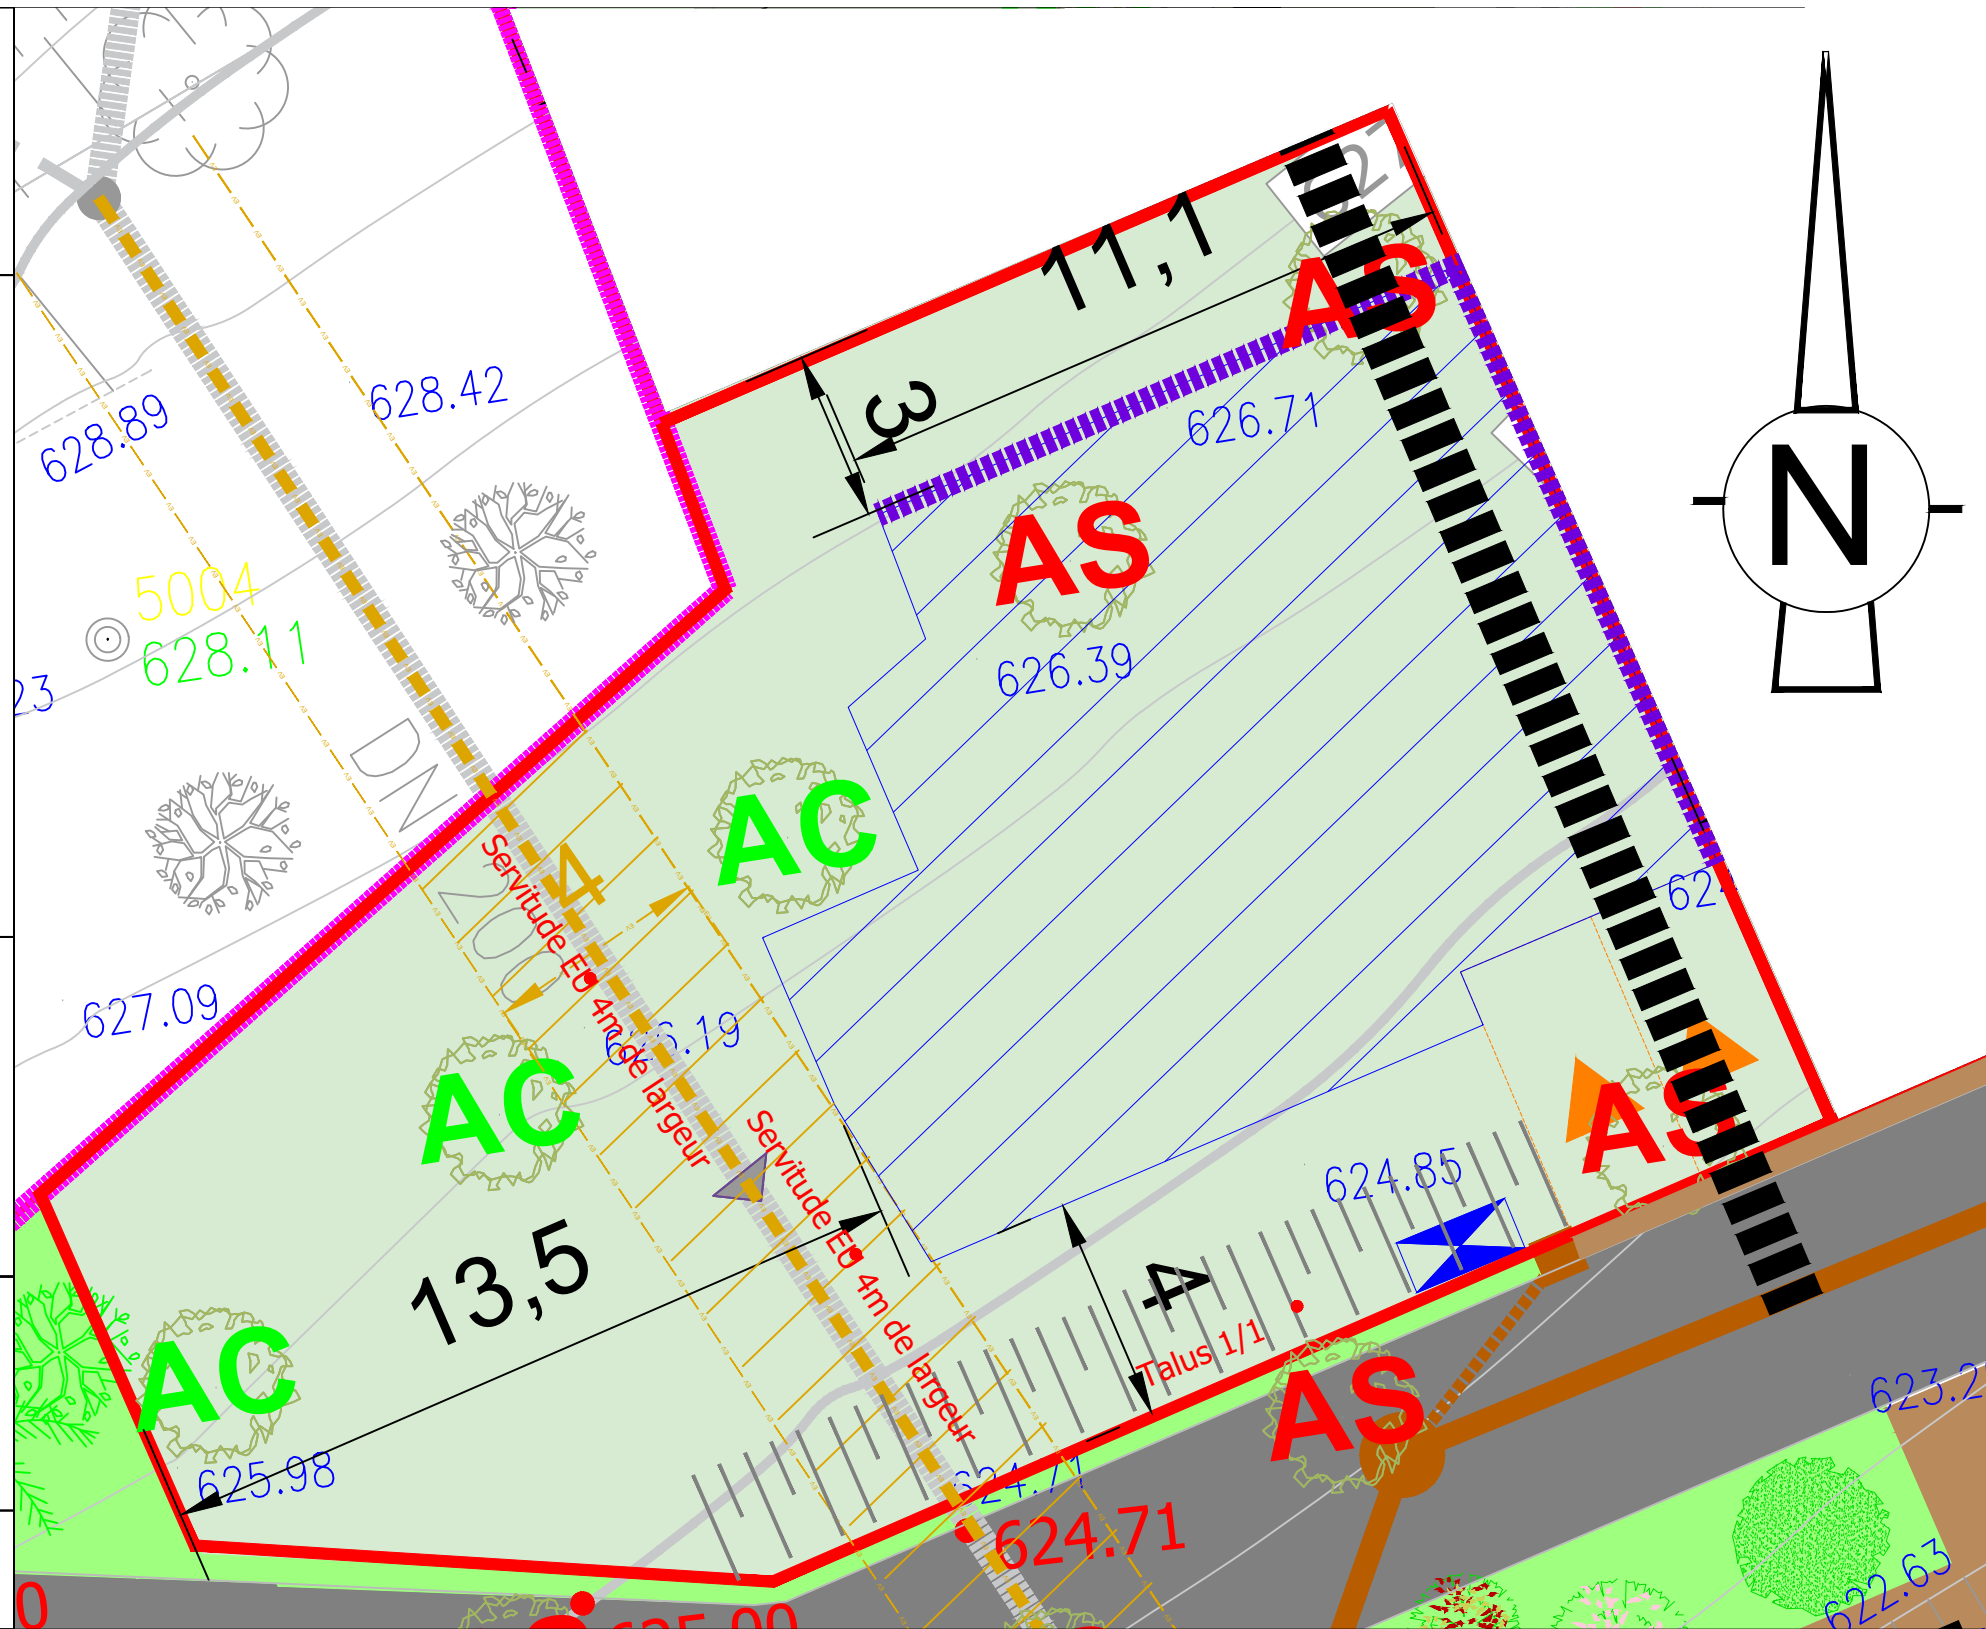 11,1
AS
3
N
628.42
628.89
626.71
AS
5004
628.11
626.39
23
DN
200
AC
4
Servitude EU 4m de largeur
627.09
AC
Servitude EU 4m de largeur
AS
624.85
13,5
4
AC
Talus 1/1
AS
625.98
624.71
624.71
623.2
622.63
0